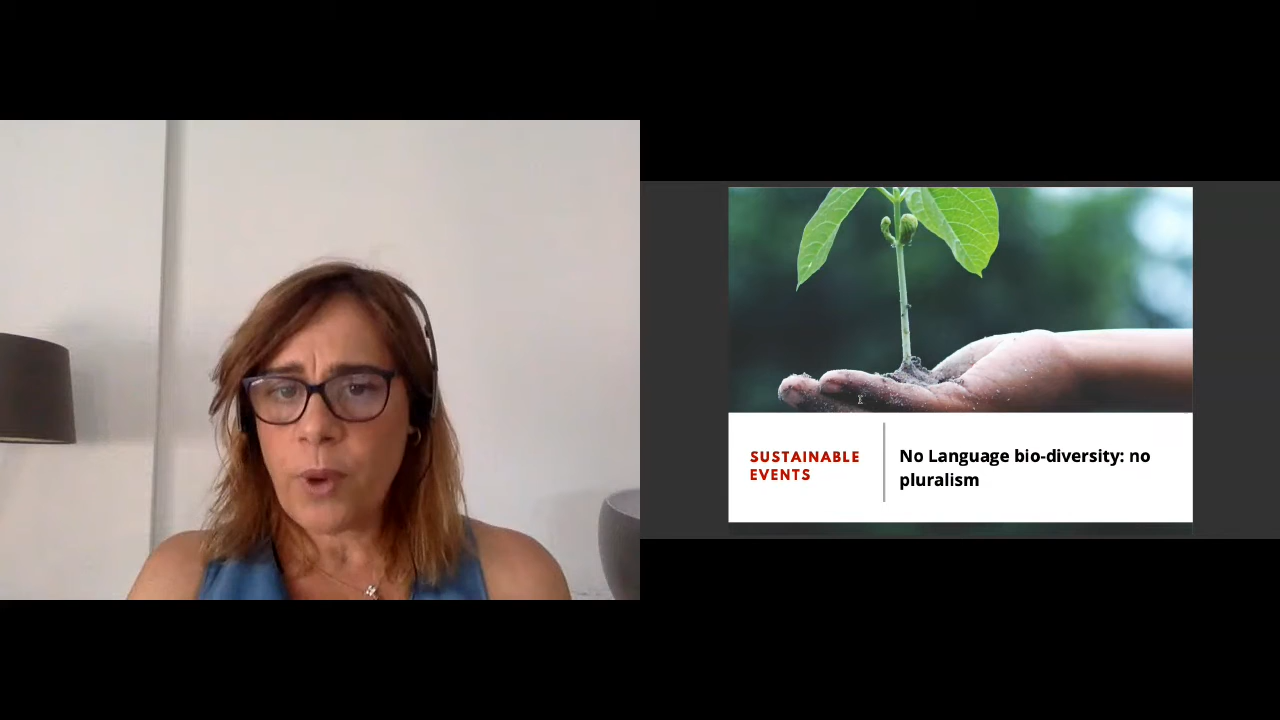 SUSTAINABLE
EVENTS
No Language bio-diversity: no
pluralism